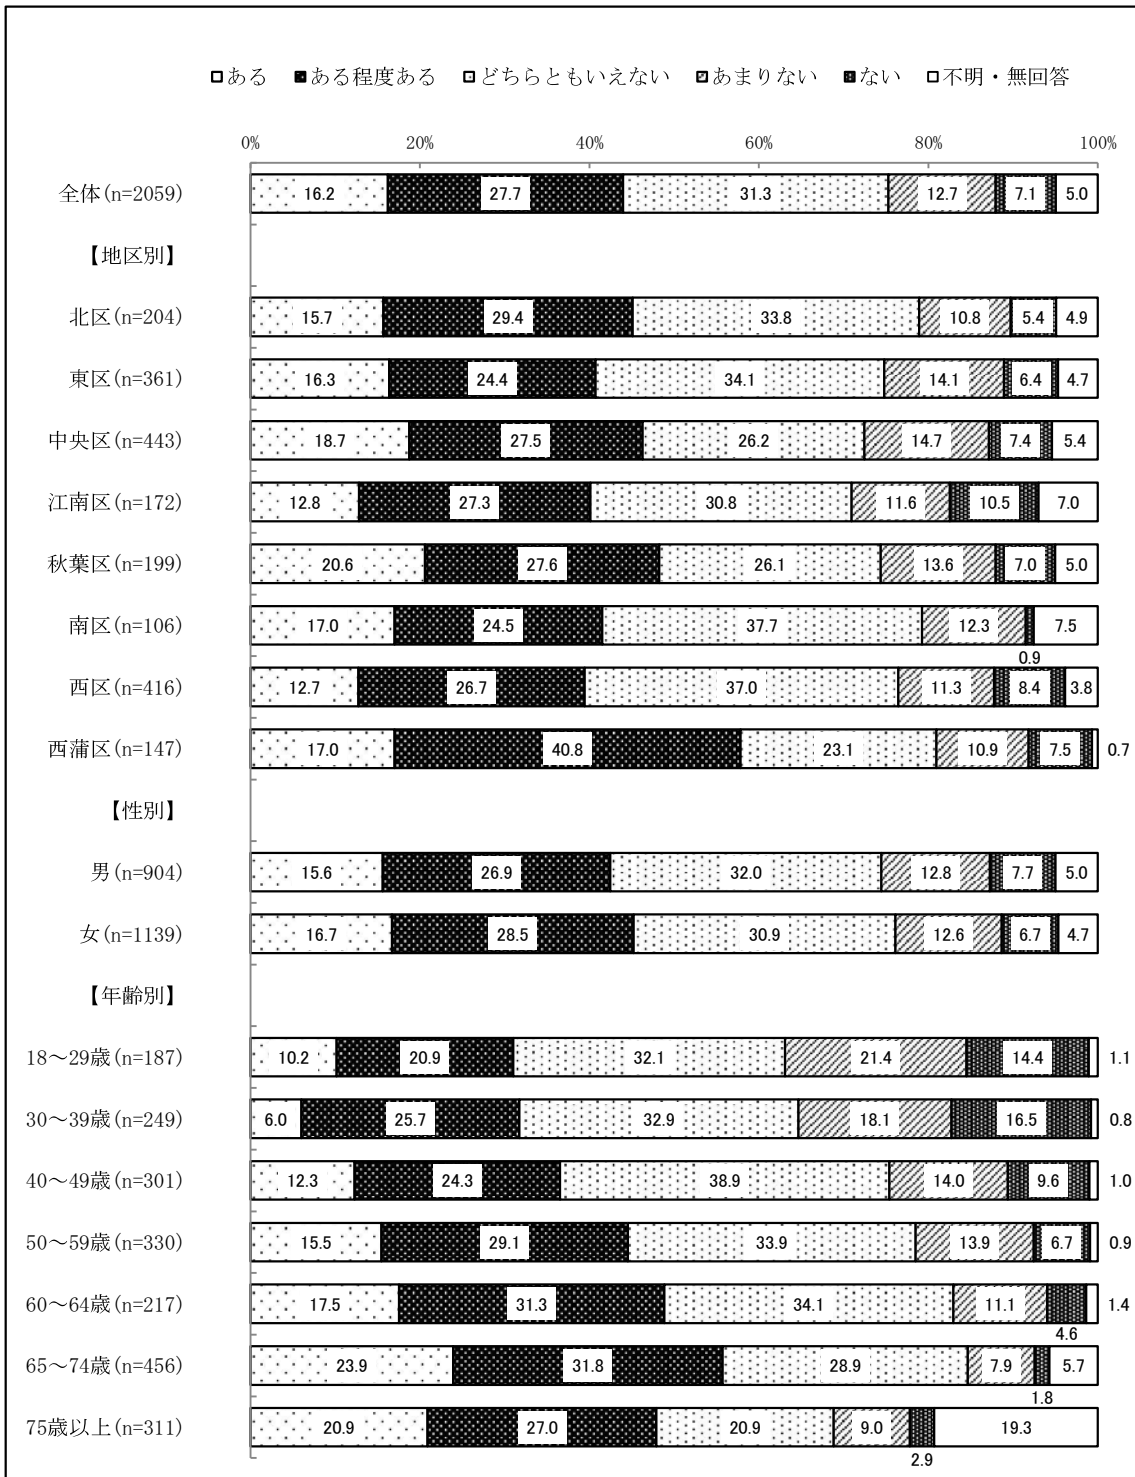 ある ある程度ある どちらともいえない あまりない ない 不明・無回答
0% 20% 40% 60% 80% 100%
全体(n=2059) 16.2 27.7 31.3 12.7 7.1 5.0
【地区別】
北区(n=204) 15.7 29.4 33.8 10.8 5.4 4.9
東区(n=361) 16.3 24.4 34.1 14.1 6.4 4.7
中央区(n=443) 18.7 27.5 26.2 14.7 7.4 5.4
江南区(n=172) 12.8 27.3 30.8 11.6 10.5 7.0
秋葉区(n=199) 20.6 27.6 26.1 13.6 7.0 5.0
南区(n=106) 17.0 24.5 37.7 12.3 7.5
0.9
西区(n=416) 12.7 26.7 37.0 11.3 8.4 3.8
西蒲区(n=147) 17.0 40.8 23.1 10.9 7.5 0.7
【性別】
男(n=904) 15.6 26.9 32.0 12.8 7.7 5.0
女(n=1139) 16.7 28.5 30.9 12.6 6.7 4.7
【年齢別】
18～29歳(n=187) 10.2 20.9 32.1 21.4 14.4 1.1
30～39歳(n=249) 6.0 25.7 32.9 18.1 16.5 0.8
40～49歳(n=301) 12.3 24.3 38.9 14.0 9.6 1.0
50～59歳(n=330) 15.5 29.1 33.9 13.9 6.7 0.9
60～64歳(n=217) 17.5 31.3 34.1 11.1 1.4
4.6
65～74歳(n=456) 23.9 31.8 28.9 7.9 5.7
1.8
75歳以上(n=311) 20.9 27.0 20.9 9.0 19.3
2.9